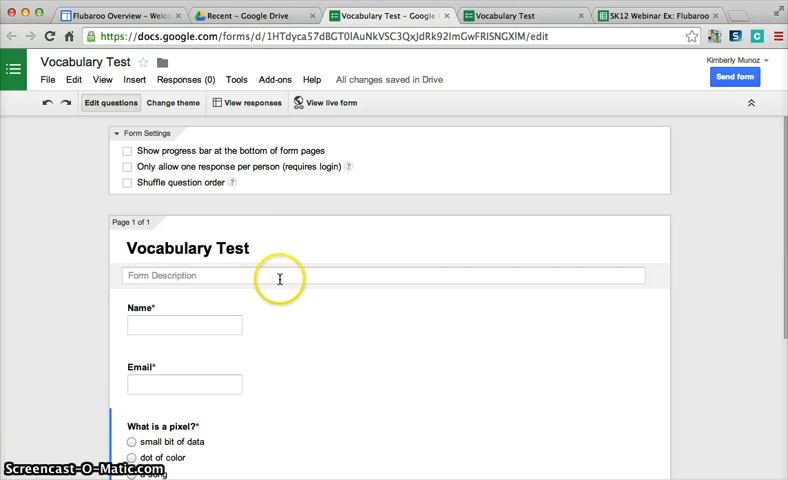 Flubaroo Overview - Welco
Recent - Google Drive
Vocabulary Test - Google
Vocabulary Test
SK12 Webinar Ex: Flubaroo
https://docs.google.com/forms/d/1HTdyca57dBGT0IAuNkVSC3QxJdRk92ImGwFRISNGXIM/edit
Vocabulary Test
Kimberly Munoz
File Edit View Insert Responses (0) Tools Add-ons Help All changes saved in Drive
Send form
Edit questions Change theme View responses View live form
Form Settings
Show progress bar at the bottom of form pages
Only allow one response per person (requires login) ?
Shuffle question order ?
Page 1 of 1
Vocabulary Test
Form Description
Name*
Email*
What is a pixel?*
small bit of data
dot of color
a song
Screencast-O-Matic.com